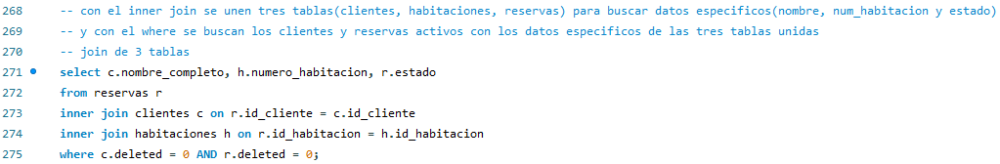 268 -- con el inner join se unen tres tablas(clientes, habitaciones, reservas) para buscar datos especificos(nombre, num_habitacion y estado)
269 -- y con el where se buscan los clientes y reservas activos con los datos especificos de las tres tablas unidas
270 -- join de 3 tablas
271 select c.nombre_completo, h.numero_habitacion, r.estado
272 from reservas r
273 inner join clientes c on r.id_cliente = c.id_cliente
274 inner join habitaciones h on r.id_habitacion = h.id_habitacion
275 where c.deleted = 0 AND r.deleted = 0;